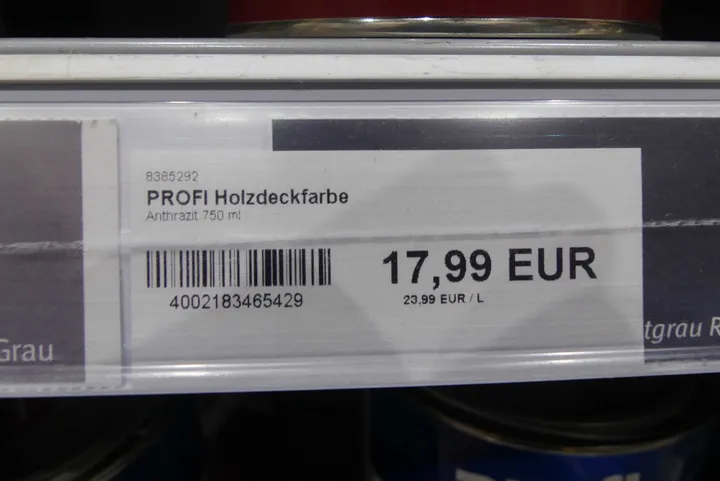 8385292
PROFI Holzdeckfarbe
Anthrazit 750 ml
17,99 EUR
4002183465429
23,99 EUR / L
Grau
tgrau R